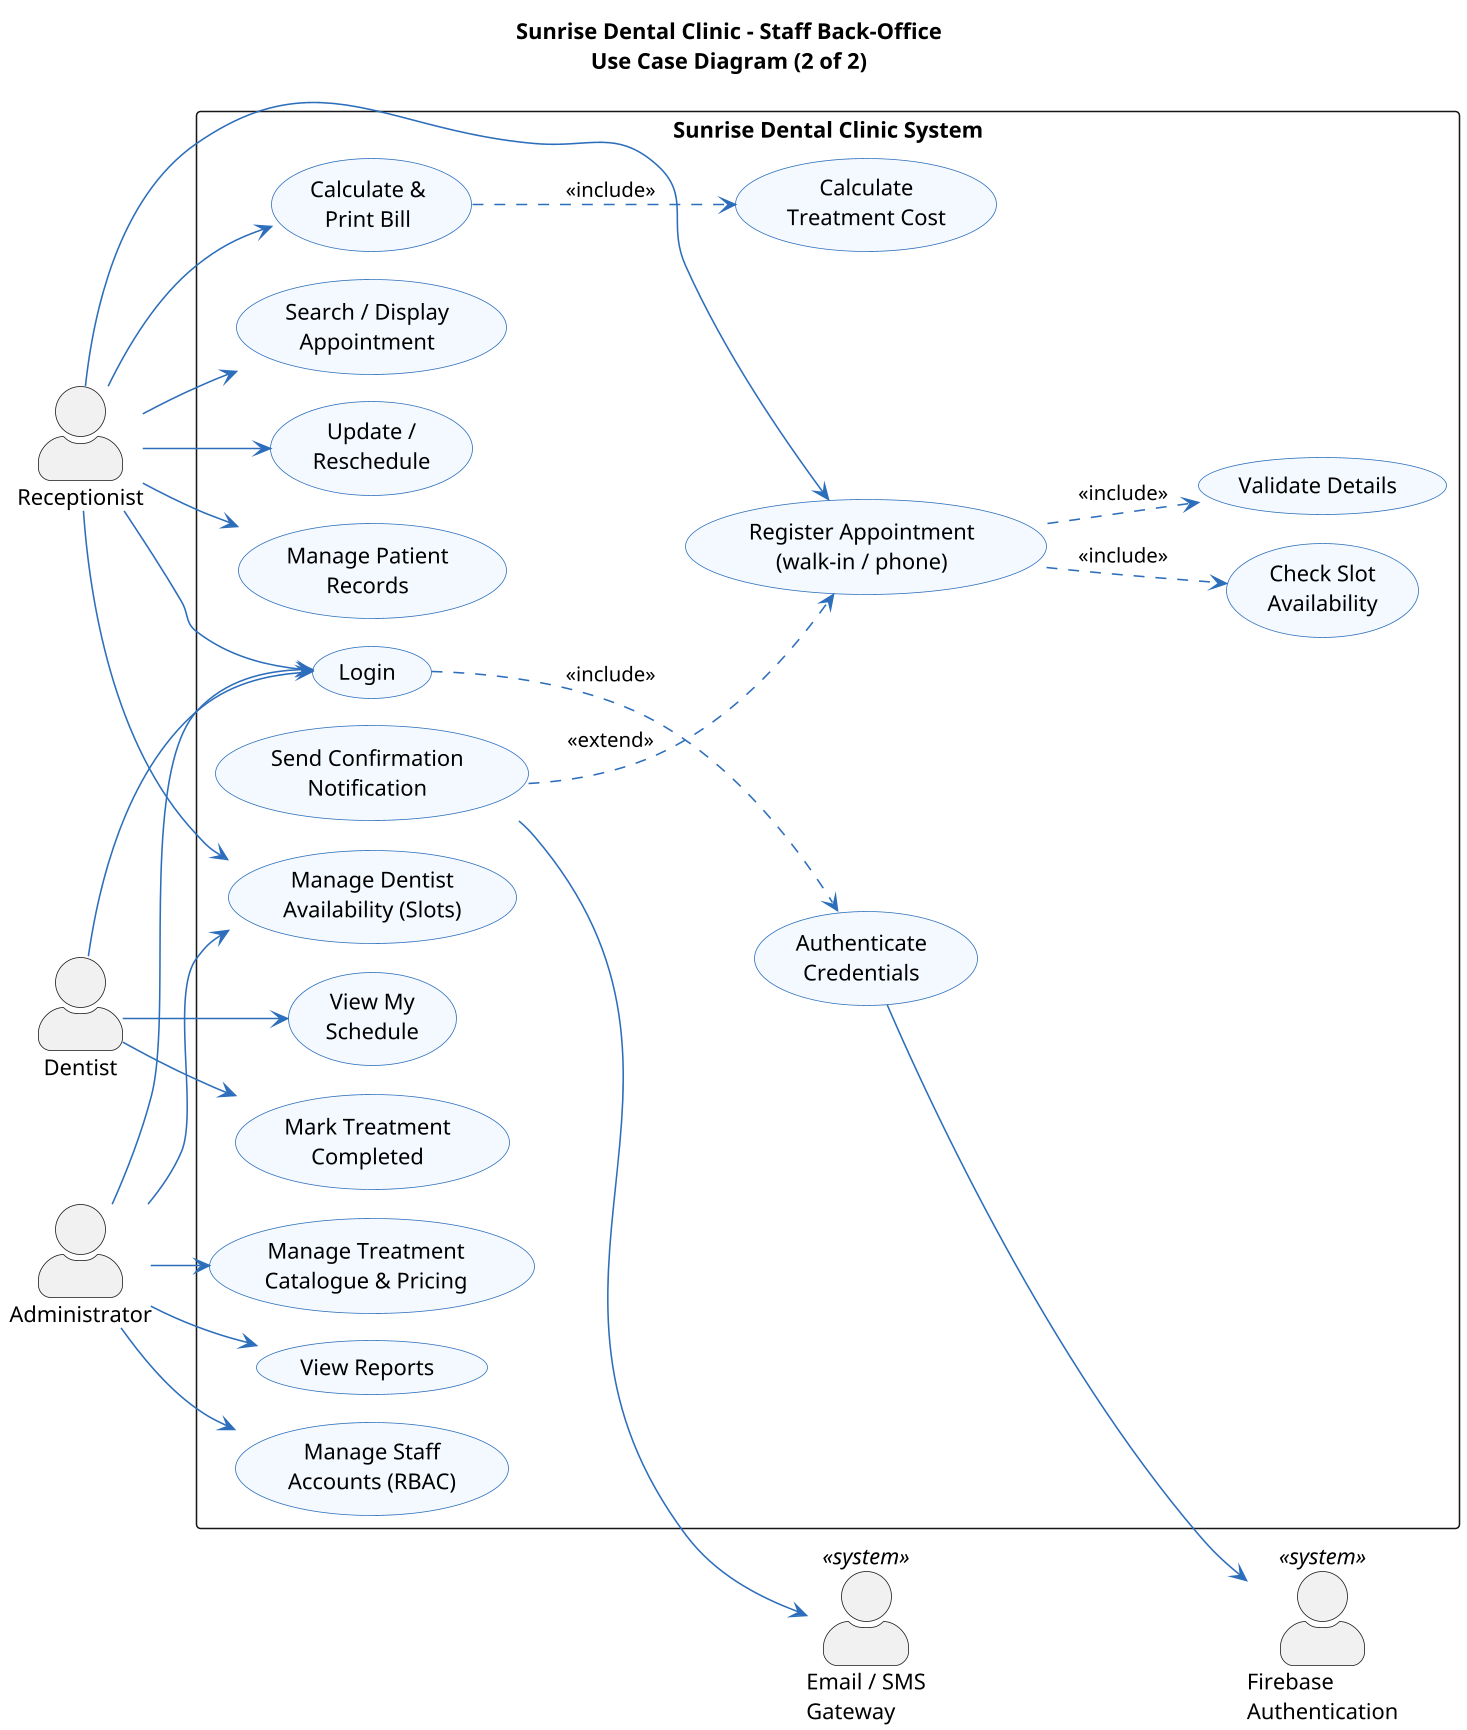 Sunrise Dental Clinic - Staff Back-Office
Use Case Diagram (2 of 2)
Sunrise Dental Clinic System
Calculate &
Print Bill
«include»
Calculate
Treatment Cost
Search / Display
Appointment
Update /
Reschedule
Receptionist
Manage Patient
Records
Register Appointment
(walk-in / phone)
«include»
Validate Details
«include»
Check Slot
Availability
Login
«include»
Send Confirmation
Notification
«extend»
Manage Dentist
Availability (Slots)
Authenticate
Credentials
View My
Schedule
Dentist
Mark Treatment
Completed
Manage Treatment
Catalogue & Pricing
Administrator
View Reports
Manage Staff
Accounts (RBAC)
«system»
Email / SMS
Gateway
«system»
Firebase
Authentication